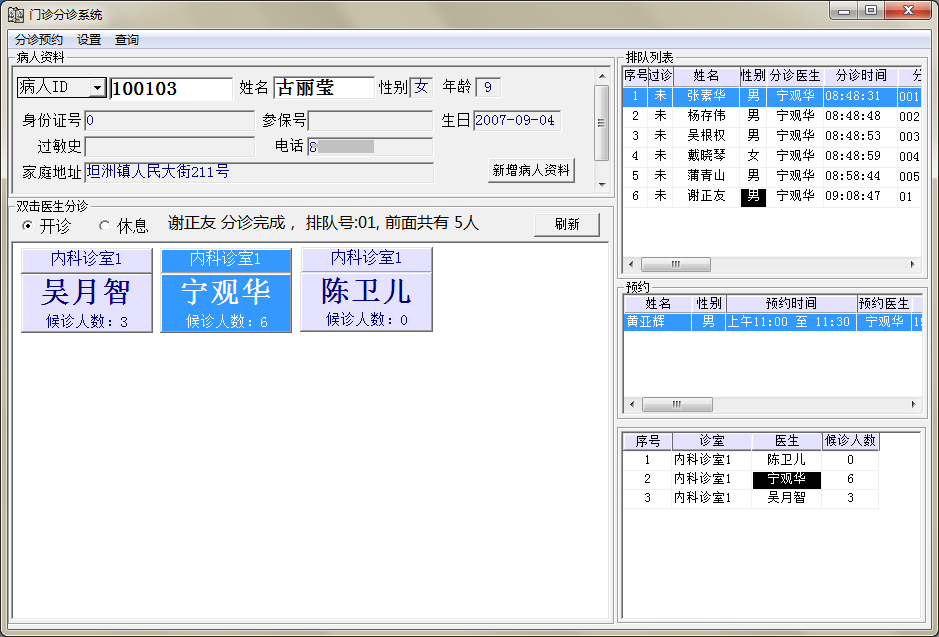 门诊分诊系统
分诊预约 设置 查询
病人资料
病人ID 100103 姓名 古丽莹 性别 女 年龄 9
身份证号 0 参保号 生日 2007-09-04
过敏史 电话 8
家庭地址 坦洲镇人民大街211号 新增病人资料
双击医生分诊
开诊 休息 谢正友 分诊完成 ，排队号:01, 前面共有 5人 刷新
内科诊室1 内科诊室1 内科诊室1
吴月智 宁观华 陈卫儿
候诊人数：3 候诊人数：6 候诊人数：0
排队列表
序号 过诊 姓名 性别 分诊医生 分诊时间
1 未 张素华 男 宁观华 08:48:31 001
2 未 杨存伟 男 宁观华 08:48:48 002
3 未 吴根权 男 宁观华 08:48:53 003
4 未 戴晓琴 女 宁观华 08:48:59 004
5 未 蒲青山 男 宁观华 08:58:44 005
6 未 谢正友 男 宁观华 09:08:47 01
预约
姓名 性别 预约时间 预约医生
黄亚辉 男 上午11:00 至 11:30 宁观华
序号 诊室 医生 候诊人数
1 内科诊室1 陈卫儿 0
2 内科诊室1 宁观华 6
3 内科诊室1 吴月智 3